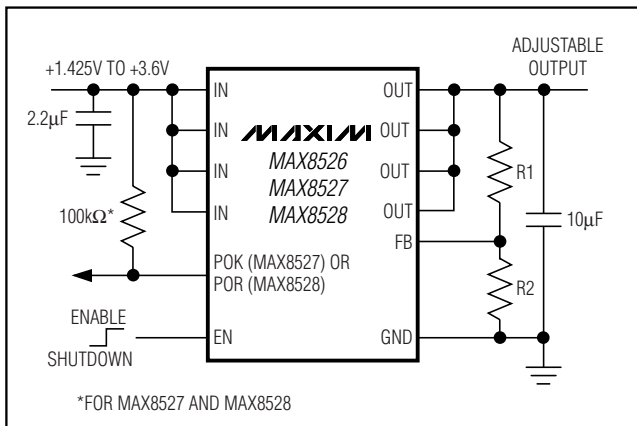 +1.425V TO +3.6V
ADJUSTABLE
OUTPUT
2.2µF
100kΩ*
IN
IN
IN
IN
MAXIM
MAX8526
MAX8527
MAX8528
OUT
OUT
OUT
OUT
FB
POK (MAX8527) OR
POR (MAX8528)
EN
GND
R1
R2
10µF
ENABLE
SHUTDOWN
*FOR MAX8527 AND MAX8528